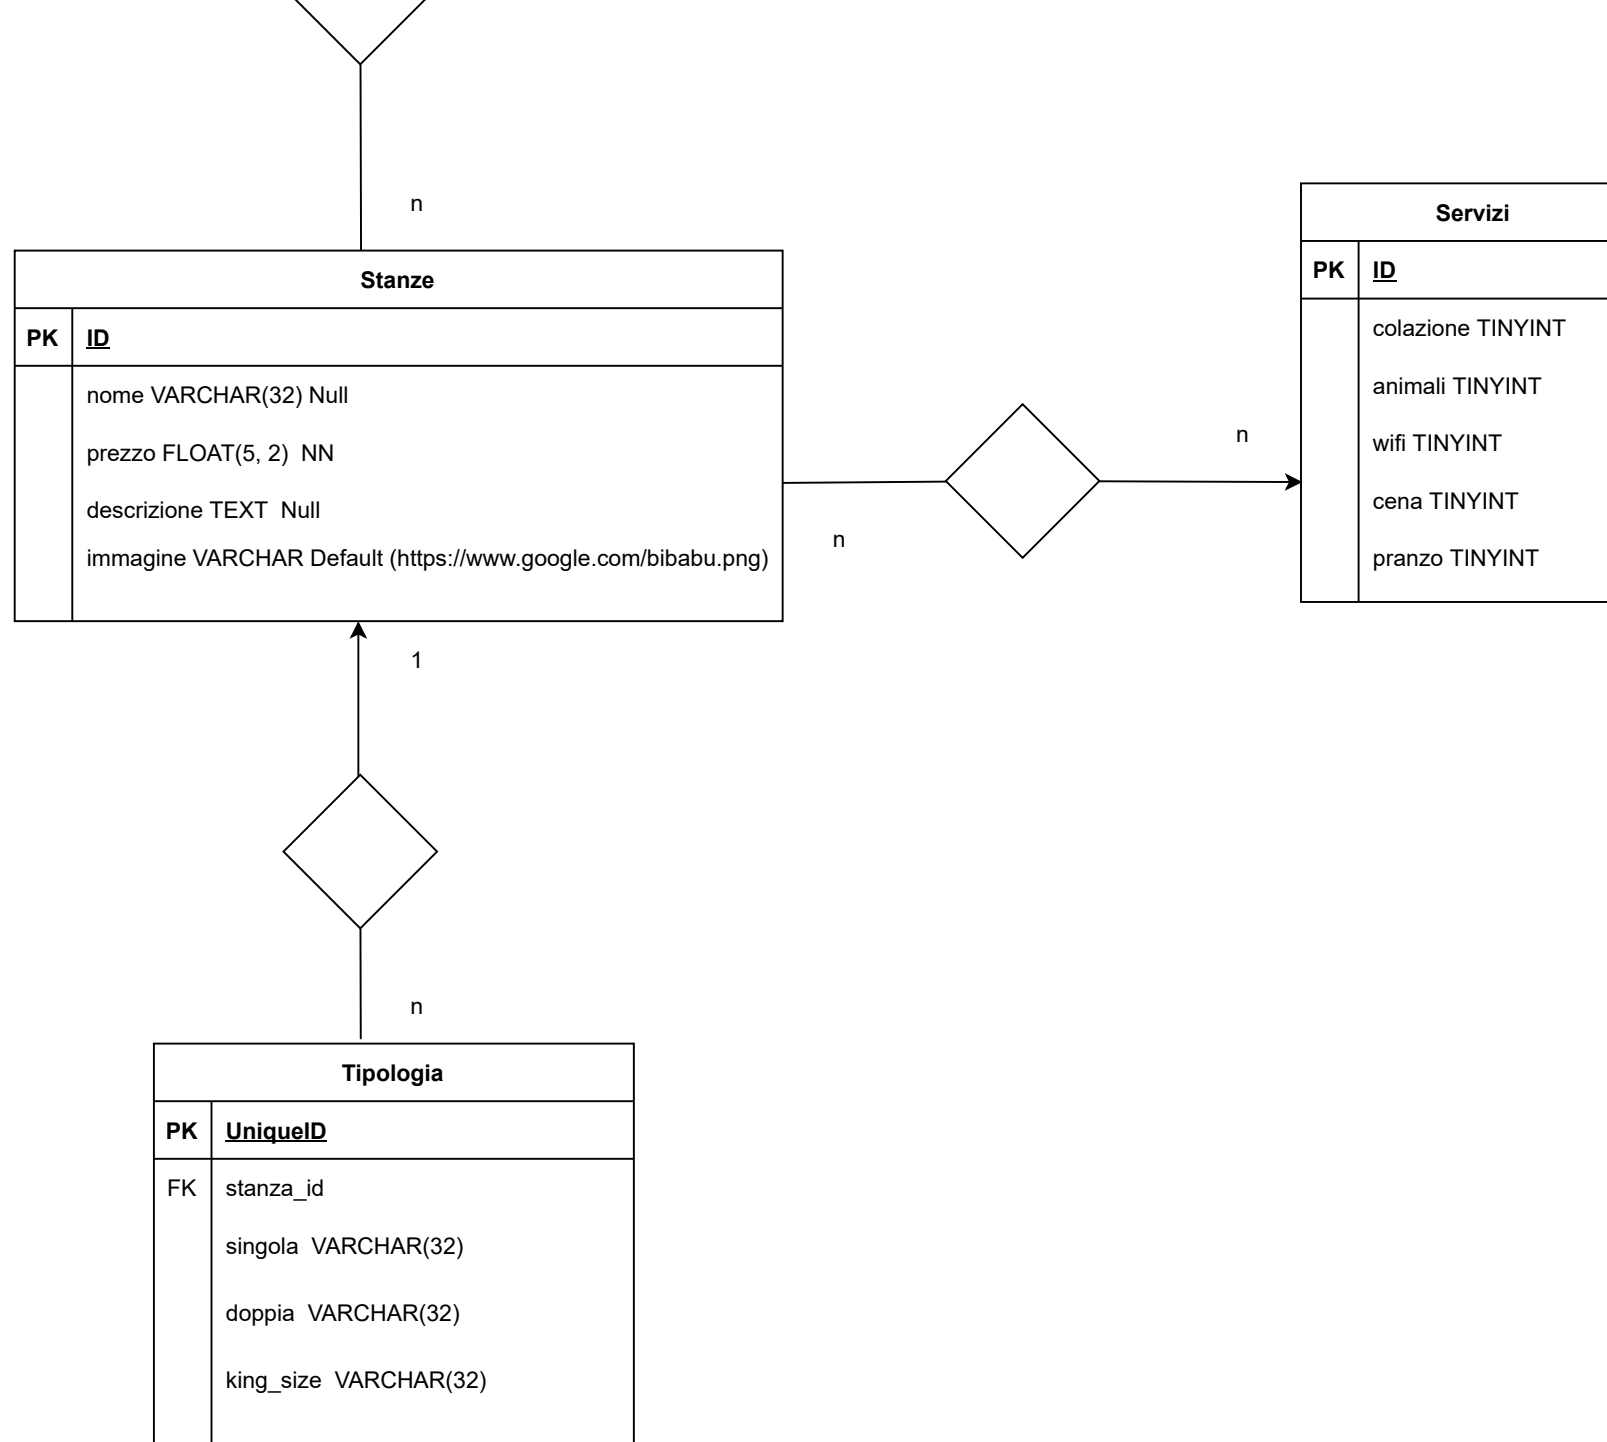 n
Stanze
PK ID
nome VARCHAR(32) Null
prezzo FLOAT(5, 2)  NN
descrizione TEXT  Null
immagine VARCHAR Default (https://www.google.com/bibabu.png)
n
n
Servizi
PK ID
colazione TINYINT
animali TINYINT
wifi TINYINT
cena TINYINT
pranzo TINYINT
1
n
Tipologia
PK UniqueID
FK stanza_id
singola  VARCHAR(32)
doppia  VARCHAR(32)
king_size  VARCHAR(32)